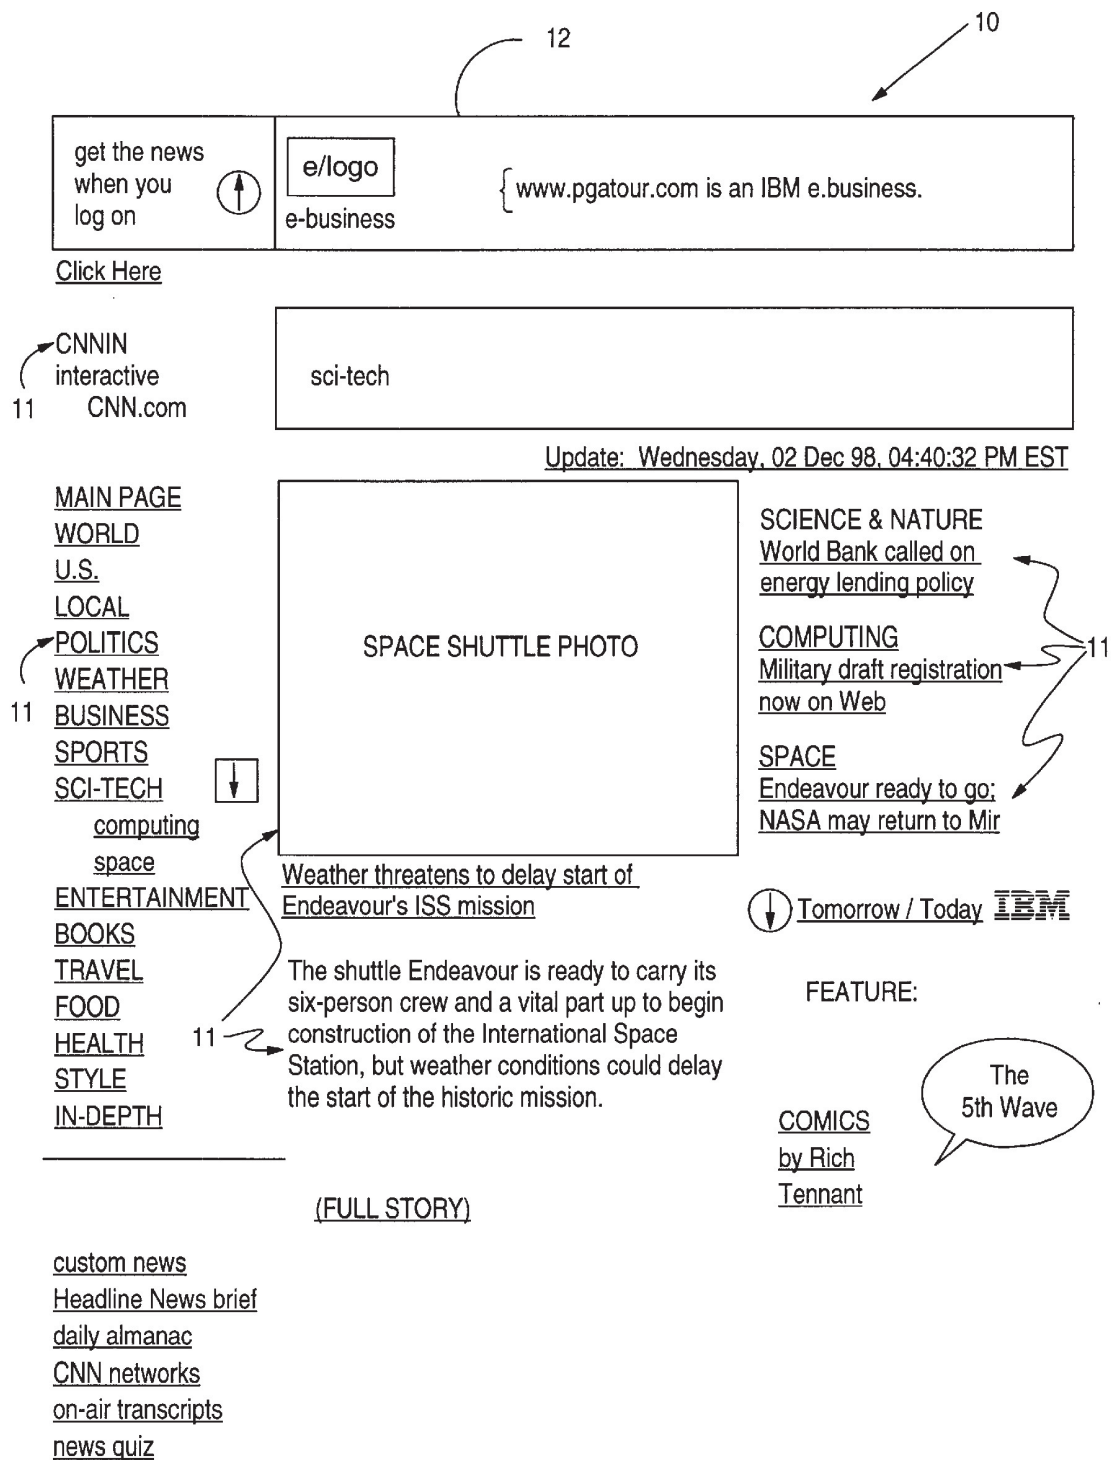 12
10
get the news
when you
log on
e/logo
e-business
www.pgatour.com is an IBM e.business.
Click Here
CNNIN
interactive
CNN.com
11
sci-tech
Update: Wednesday, 02 Dec 98, 04:40:32 PM EST
MAIN PAGE
WORLD
U.S.
LOCAL
POLITICS
11
WEATHER
BUSINESS
SPORTS
SCI-TECH
computing
space
ENTERTAINMENT
BOOKS
TRAVEL
FOOD
HEALTH
STYLE
IN-DEPTH
SPACE SHUTTLE PHOTO
Weather threatens to delay start of
Endeavour's ISS mission
11
The shuttle Endeavour is ready to carry its
six-person crew and a vital part up to begin
construction of the International Space
Station, but weather conditions could delay
the start of the historic mission.
(FULL STORY)
SCIENCE & NATURE
World Bank called on
energy lending policy
COMPUTING
Military draft registration
now on Web
11
SPACE
Endeavour ready to go;
NASA may return to Mir
Tomorrow / Today IBM
FEATURE:
The
5th Wave
COMICS
by Rich
Tennant
custom news
Headline News brief
daily almanac
CNN networks
on-air transcripts
news quiz